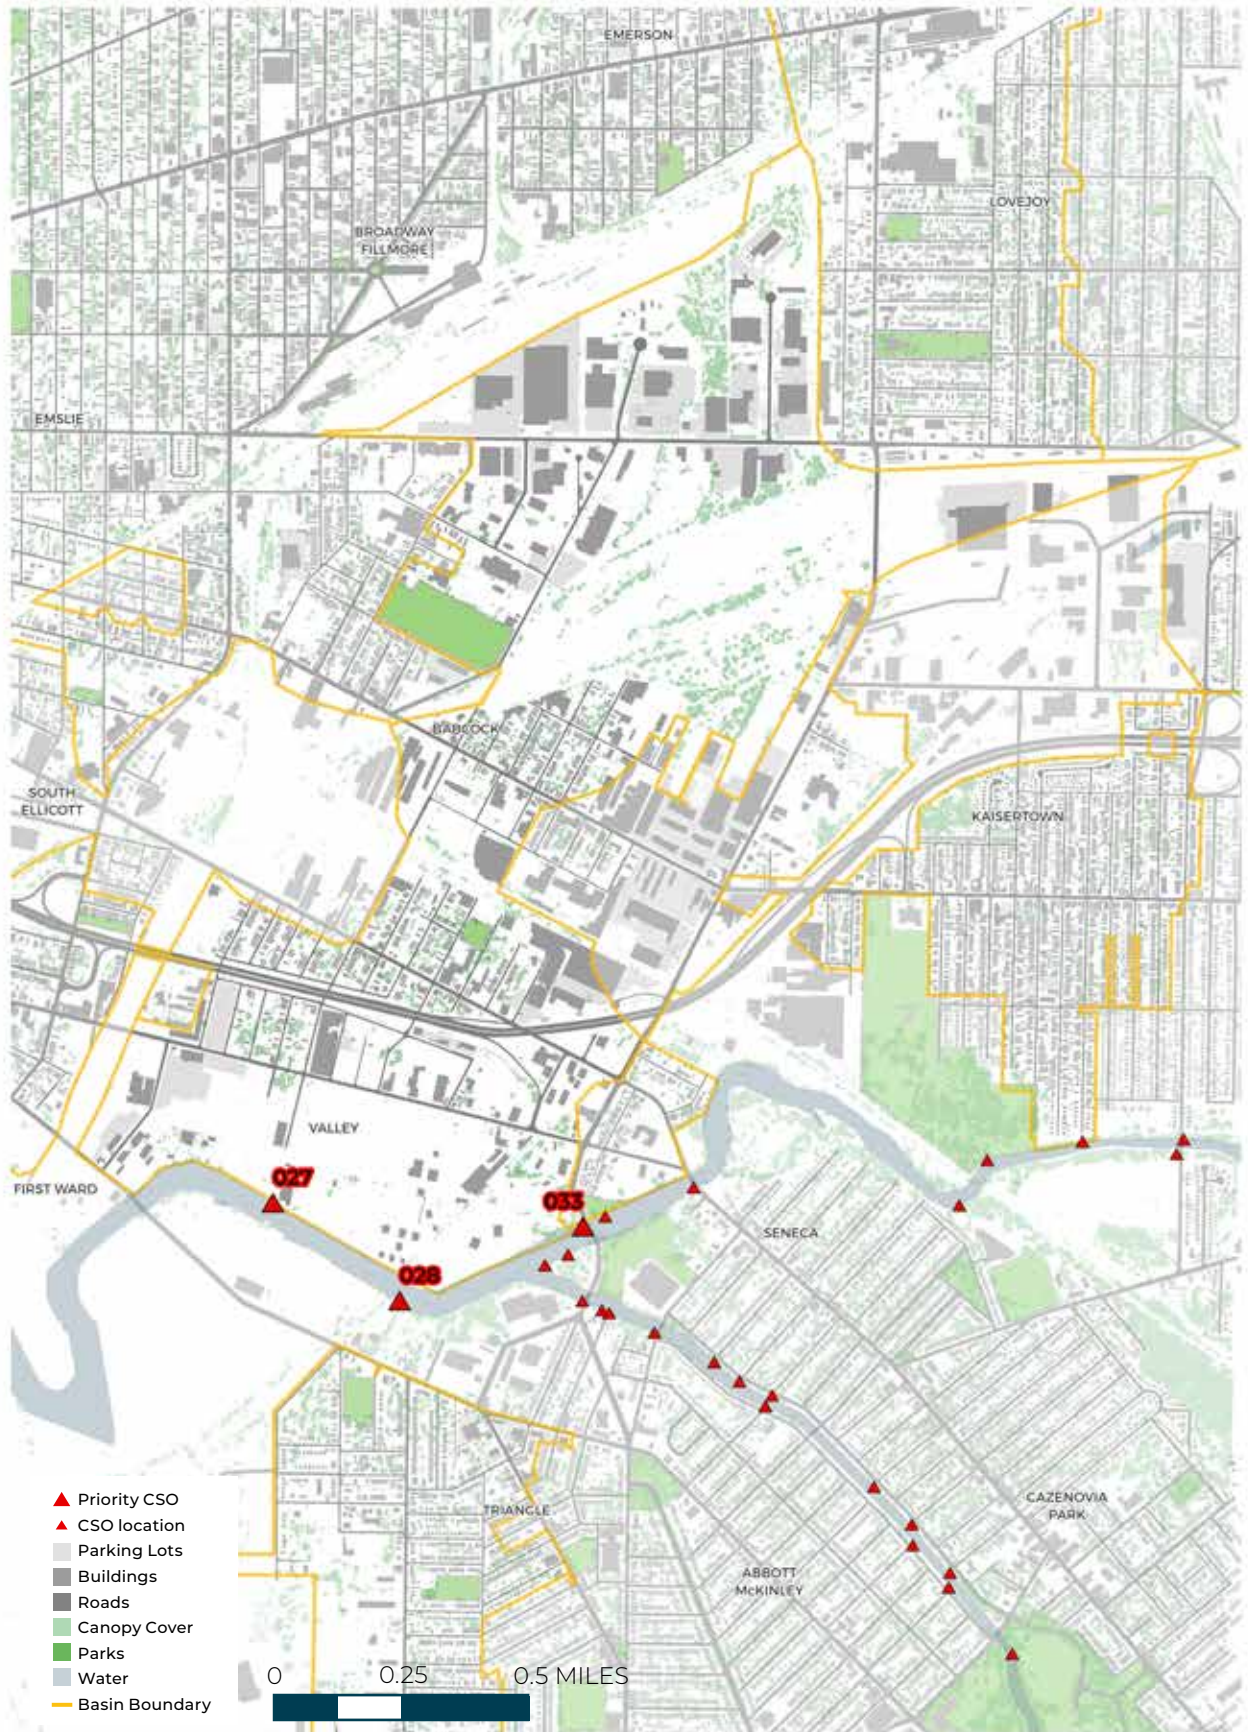 EMERSON
LOVEJOY
BROADWAY
FILLMORE
EMSLIE
BABCOCK
SOUTH
ELLICOTT
KAISERTOWN
VALLEY
027
FIRST WARD
033
SENECA
028
TRIANGLE
CAZENOVIA
PARK
ABBOTT
McKINLEY
Priority CSO
CSO location
Parking Lots
Buildings
Roads
Canopy Cover
Parks
Water
Basin Boundary
0 0.25 0.5 MILES